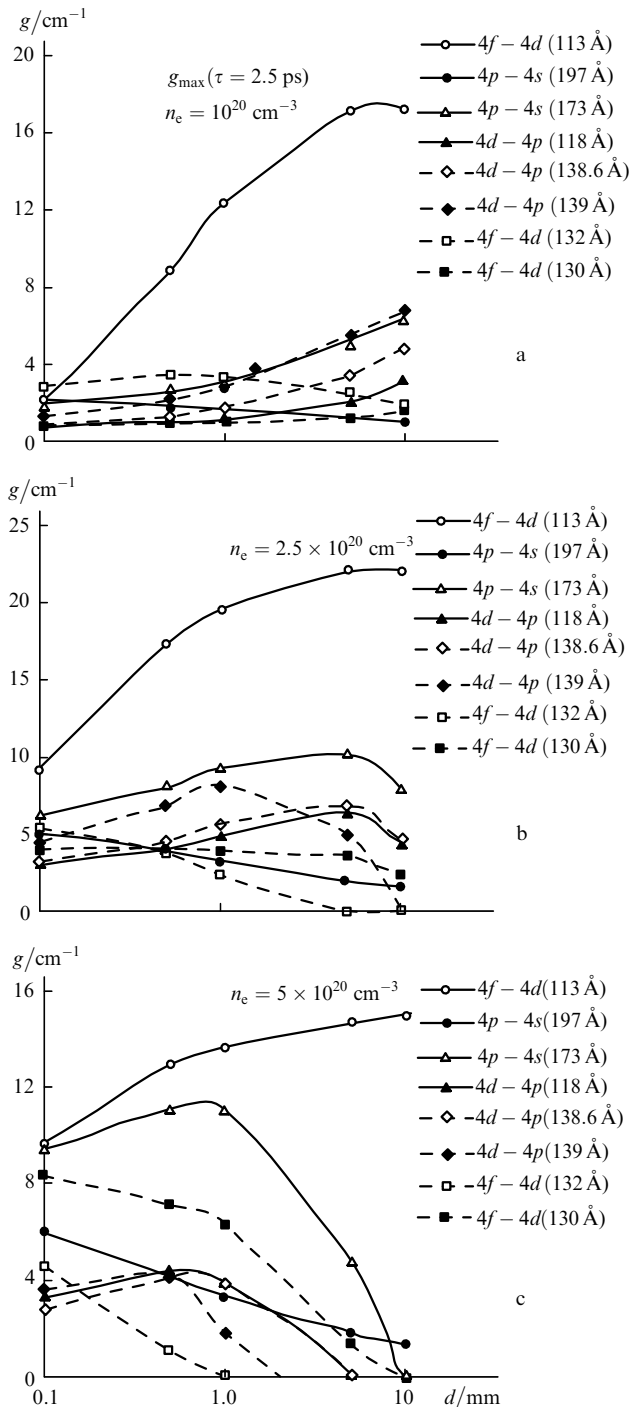 g/cm⁻¹
20
16
12
8
4
0
g_max(τ = 2.5 ps)
n_e = 10²⁰ cm⁻³
4f − 4d (113 Å)
4p − 4s (197 Å)
4p − 4s (173 Å)
4d − 4p (118 Å)
4d − 4p (138.6 Å)
4d − 4p (139 Å)
4f − 4d (132 Å)
4f − 4d (130 Å)
a
g/cm⁻¹
25
20
15
10
5
0
n_e = 2.5 × 10²⁰ cm⁻³
4f − 4d (113 Å)
4p − 4s (197 Å)
4p − 4s (173 Å)
4d − 4p (118 Å)
4d − 4p (138.6 Å)
4d − 4p (139 Å)
4f − 4d (132 Å)
4f − 4d (130 Å)
b
g/cm⁻¹
16
12
8
4
0
n_e = 5 × 10²⁰ cm⁻³
4f − 4d(113 Å)
4p − 4s(197 Å)
4p − 4s(173 Å)
4d − 4p(118 Å)
4d − 4p(138.6 Å)
4d − 4p(139 Å)
4f − 4d(132 Å)
4f − 4d(130 Å)
c
0.1 1.0 10 d/mm